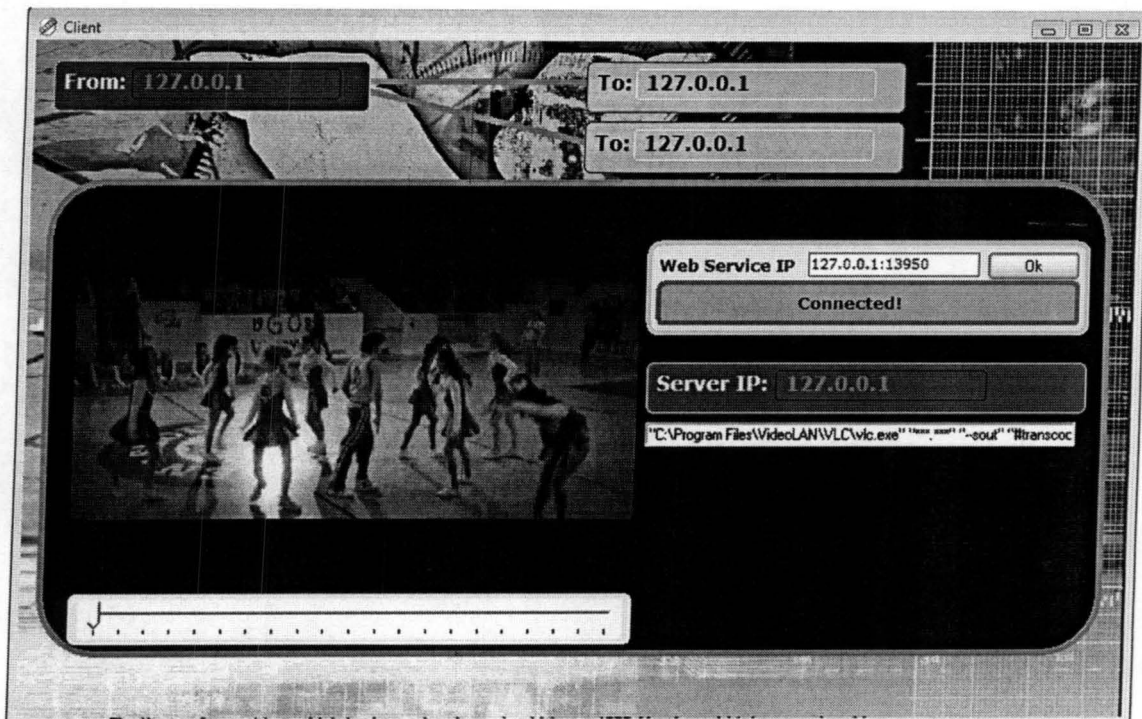 Client
From: 127.0.0.1
To: 127.0.0.1
To: 127.0.0.1
Web Service IP 127.0.0.1:13950 Ok
Connected!
Server IP: 127.0.0.1
"C:\Program Files\VideoLAN\VLC\vlc.exe" "***.***" "--sout" "#transcoc